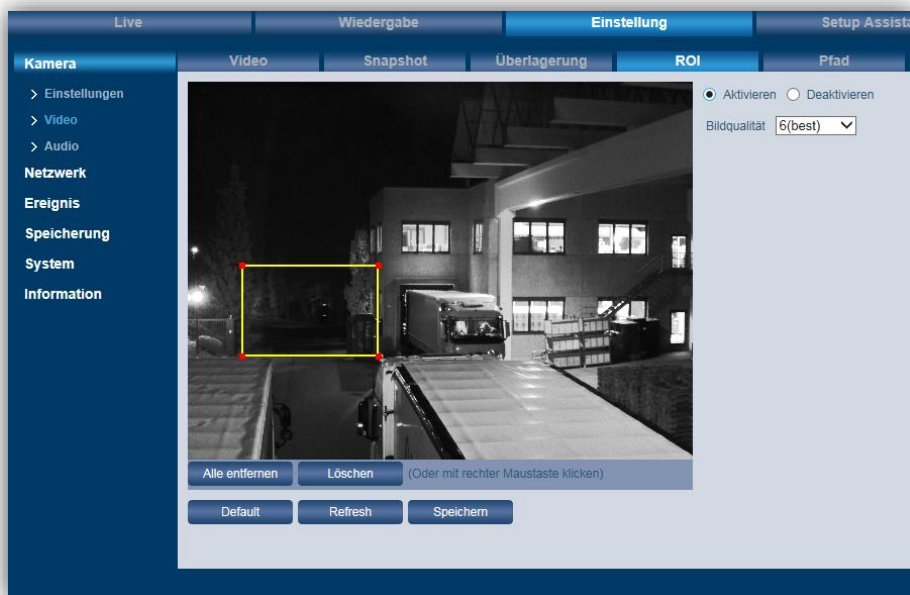 Live Wiedergabe Einstellung Setup Assista
Kamera Video Snapshot Überlagerung ROI Pfad
> Einstellungen
> Video
> Audio
Netzwerk
Ereignis
Speicherung
System
Information
Aktivieren Deaktivieren
Bildqualität 6(best)
Alle entfernen Löschen (Oder mit rechter Maustaste klicken)
Default Refresh Speichern